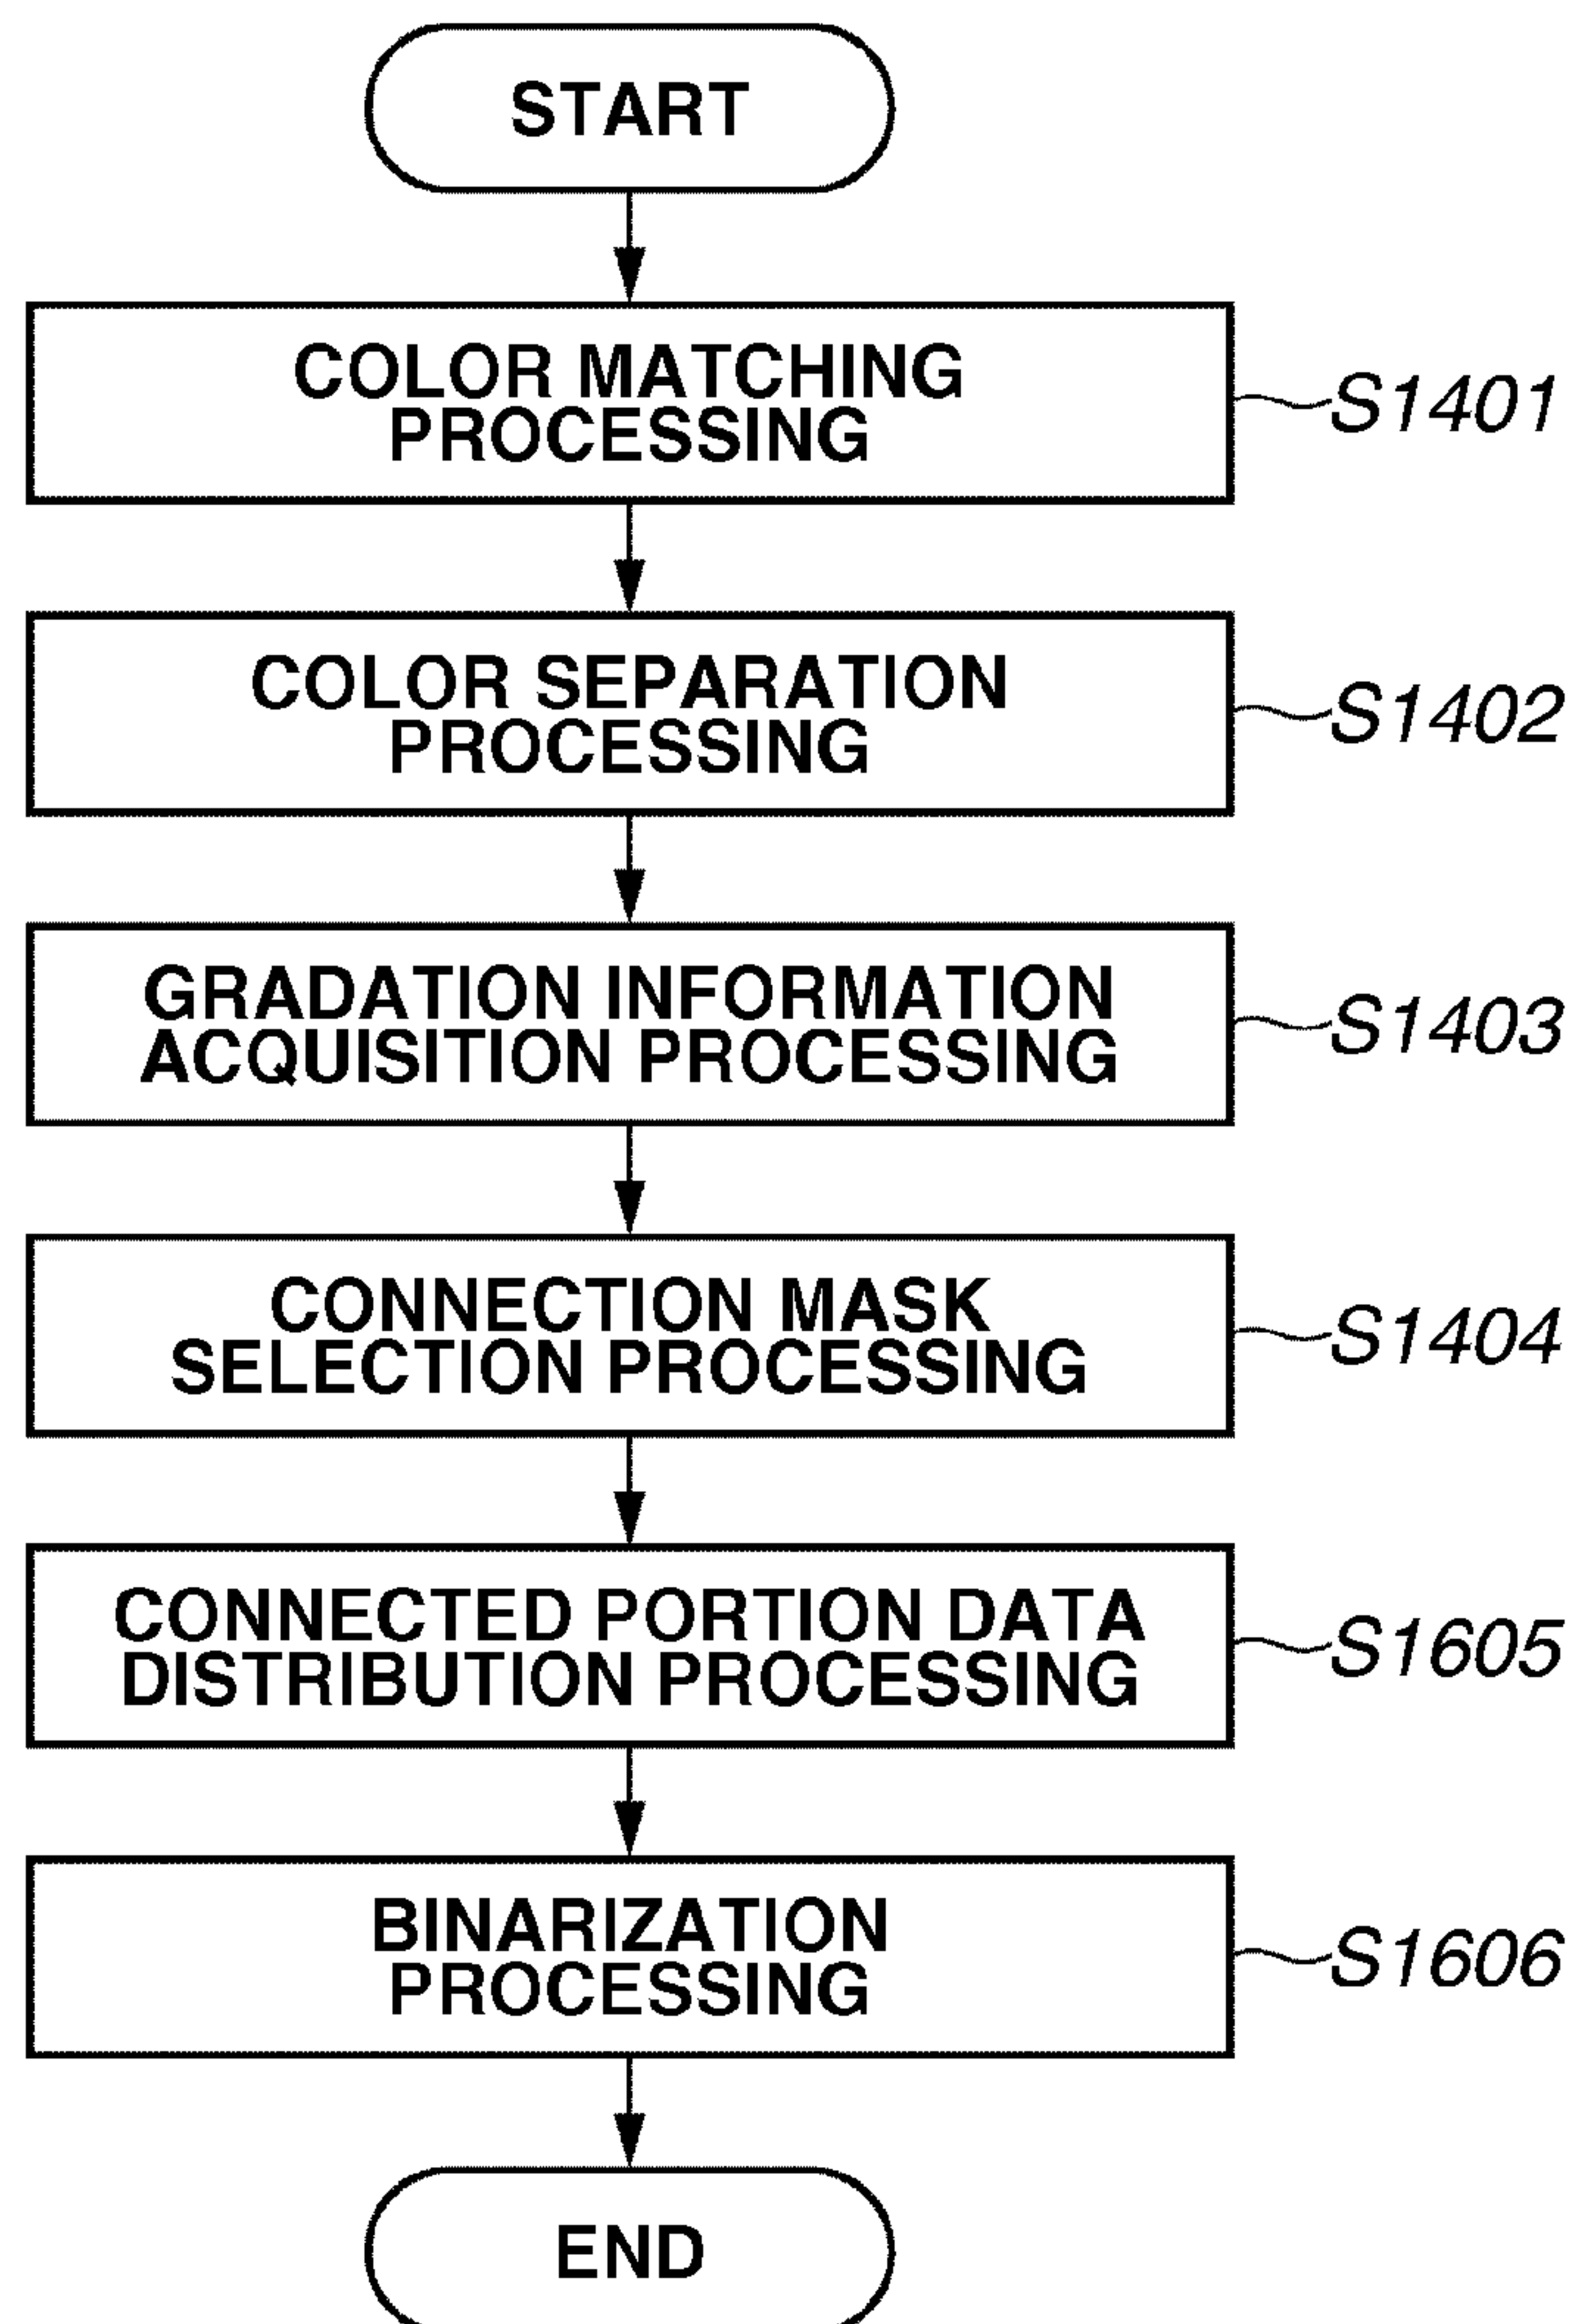 START
COLOR MATCHING
PROCESSING
S1401
COLOR SEPARATION
PROCESSING
S1402
GRADATION INFORMATION
ACQUISITION PROCESSING
S1403
CONNECTION MASK
SELECTION PROCESSING
S1404
CONNECTED PORTION DATA
DISTRIBUTION PROCESSING
S1605
BINARIZATION
PROCESSING
S1606
END